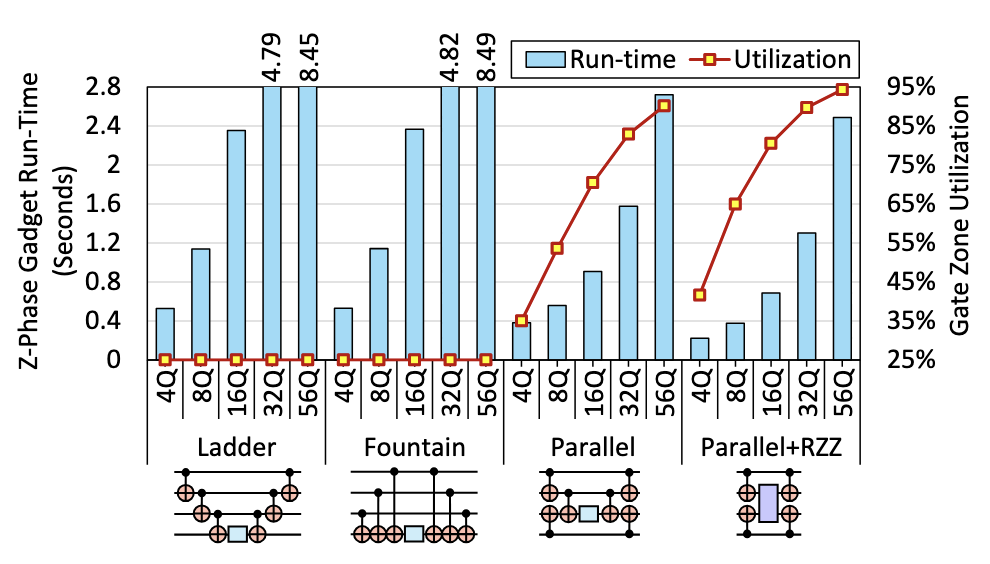 4.79
8.45
4.82
8.49
Run-time
Utilization
Z-Phase Gadget Run-Time
(Seconds)
2.8
2.4
2
1.6
1.2
0.8
0.4
0
95%
85%
75%
65%
55%
45%
35%
25%
Gate Zone Utilization
4Q
8Q
16Q
32Q
56Q
4Q
8Q
16Q
32Q
56Q
4Q
8Q
16Q
32Q
56Q
4Q
8Q
16Q
32Q
56Q
Ladder
Fountain
Parallel
Parallel+RZZ